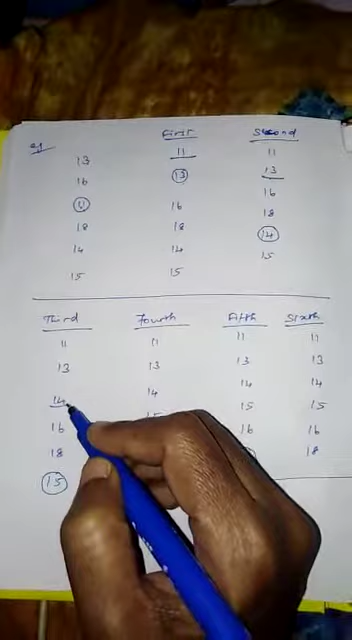 eg First Second
13 11 11
16 13 13
11 16 16
18 18 18
14 14 14
15 15 15
Third Fourth Fifth Sixth
11 11 11 11
13 13 13 13
14 14 14 14
16 15 15 15
18 16 16
15 18